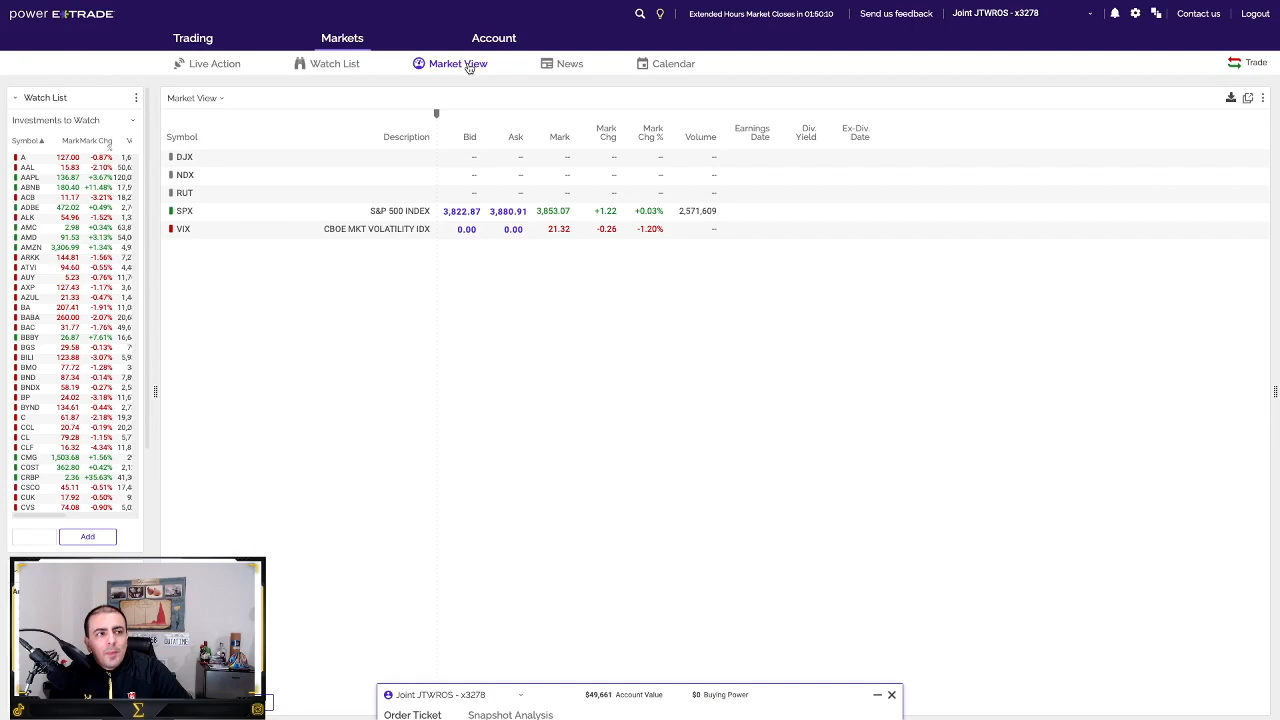 power E*TRADE
Extended Hours Market Closes in 01:50:10
Send us feedback
Joint JTWROS - x3278
Contact us
Logout
Trading
Markets
Account
Live Action
Watch List
Market View
News
Calendar
Trade
Watch List
Investments to Watch
Symbol▲ Mark Mark Chg %
A 127.00 -0.87%
AAL 15.83 -2.10%
AAPL 136.87 +3.67%
ABNB 180.40 +11.48%
ACB 11.17 -3.21%
ADBE 472.02 +0.49%
ALK 54.96 -1.52%
AMC 2.98 +0.34%
AMD 91.53 +3.13%
AMZN 3,306.99 +1.34%
ARKK 144.81 -1.56%
ATVI 94.60 -0.55%
AUY 5.23 -0.76%
AXP 127.43 -1.17%
AZUL 21.33 -0.47%
BA 207.41 -1.91%
BABA 260.00 -2.07%
BAC 31.77 -1.76%
BBBY 26.87 +7.61%
BGS 29.58 -0.13%
BILI 123.88 -3.07%
BMO 77.72 -1.28%
BND 87.34 -0.14%
BNDX 58.19 -0.27%
BP 24.02 -3.18%
BYND 134.61 -0.44%
C 61.87 -2.18%
CCL 20.74 -0.19%
CL 79.28 -1.15%
CLF 16.32 -4.34%
CMG 1,503.68 +1.56%
COST 362.80 +0.42%
CRBP 2.36 +35.63%
CSCO 45.11 -0.51%
CUK 17.92 -0.50%
CVS 74.08 -0.90%
Add
Market View
Symbol Description Bid Ask Mark Mark Chg Mark Chg % Volume Earnings Date Div. Yield Ex-Div. Date
DJX -- -- -- -- -- -- -- -- --
NDX -- -- -- -- -- --
RUT -- -- -- -- -- --
SPX S&P 500 INDEX 3,822.87 3,880.91 3,853.07 +1.22 +0.03% 2,571,609
VIX CBOE MKT VOLATILITY IDX 0.00 0.00 21.32 -0.26 -1.20% --
Joint JTWROS - x3278
$49,661 Account Value
$0 Buying Power
Order Ticket
Snapshot Analysis